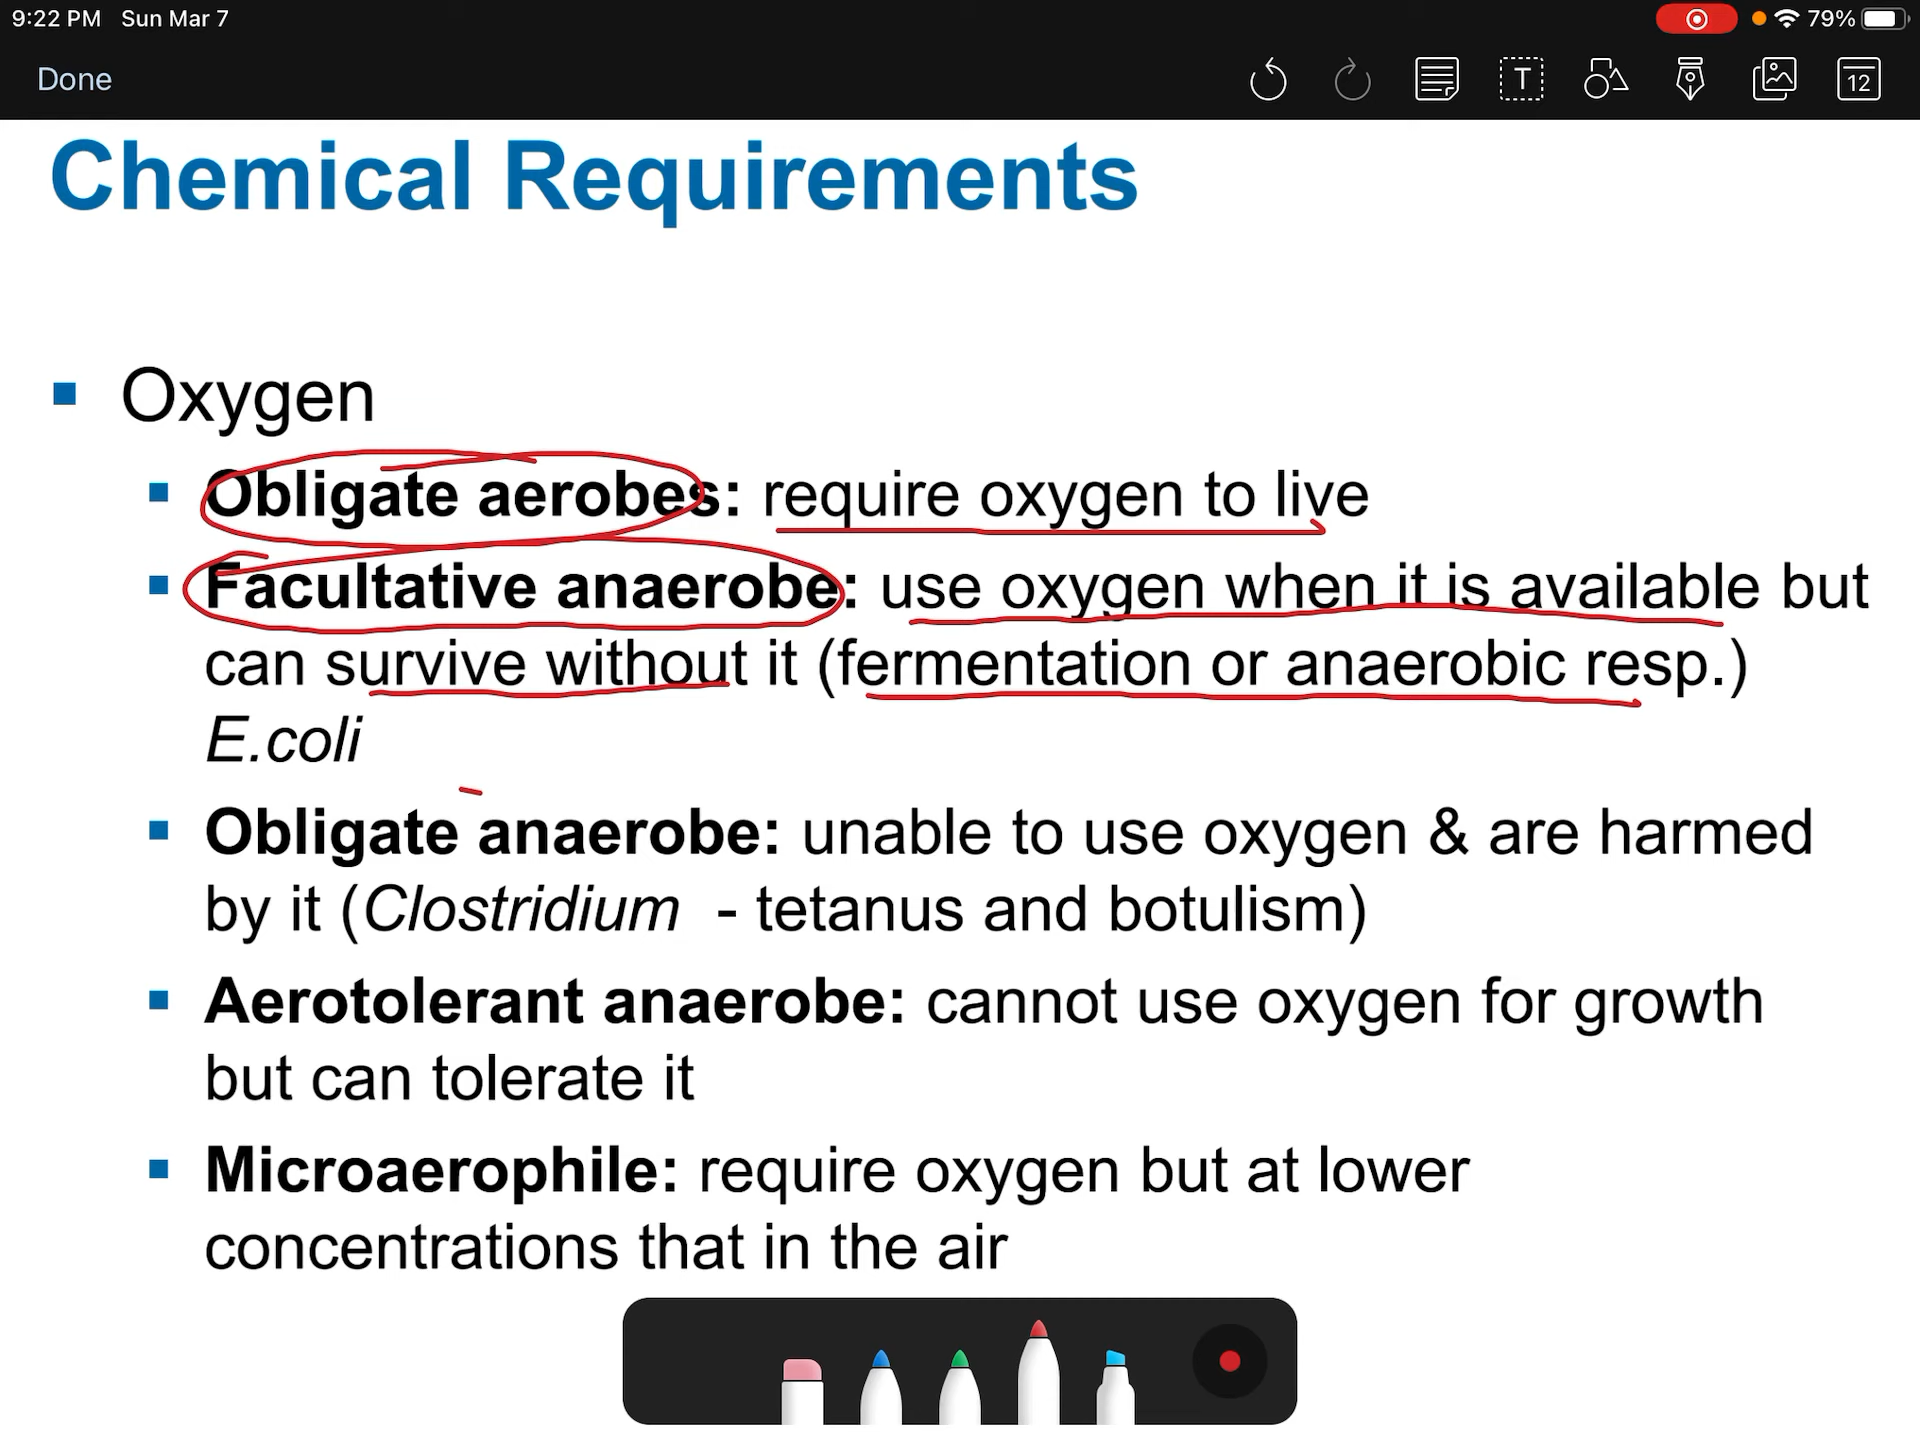 9:22 PM Sun Mar 7
79%
Done
T
12
Chemical Requirements
Oxygen
Obligate aerobes: require oxygen to live
Facultative anaerobe: use oxygen when it is available but
can survive without it (fermentation or anaerobic resp.)
E.coli
Obligate anaerobe: unable to use oxygen & are harmed
by it (Clostridium - tetanus and botulism)
Aerotolerant anaerobe: cannot use oxygen for growth
but can tolerate it
Microaerophile: require oxygen but at lower
concentrations that in the air